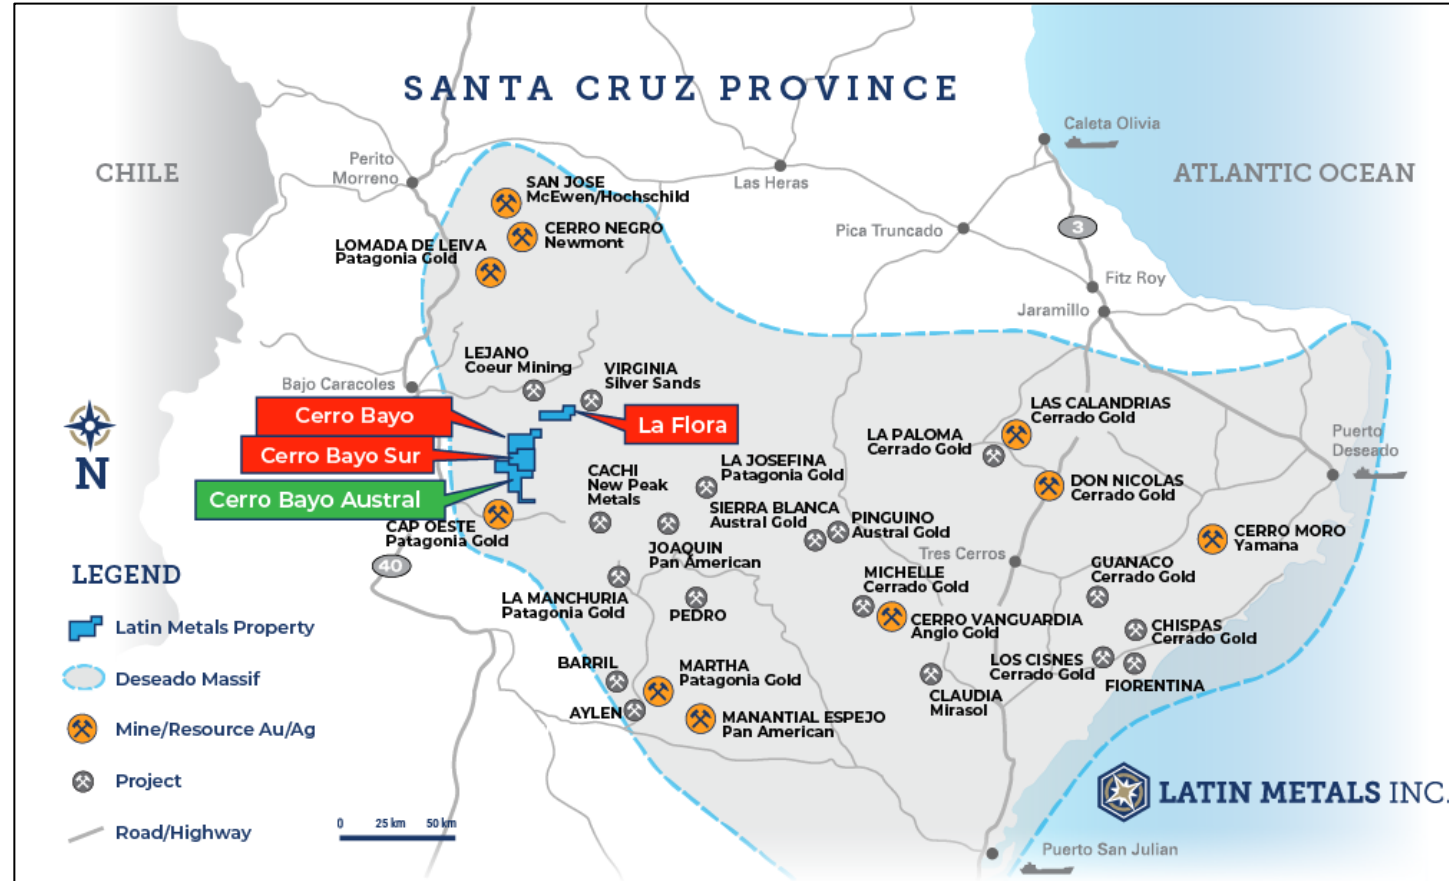 SANTA CRUZ PROVINCE
CHILE
ATLANTIC OCEAN
Caleta Olivia
Perito
Morreno
Las Heras
SAN JOSE
McEwen/Hochschild
CERRO NEGRO
Newmont
LOMADA DE LEIVA
Patagonia Gold
Pica Truncado
3
Fitz Roy
Jaramillo
LEJANO
Coeur Mining
VIRGINIA
Silver Sands
Bajo Caracoles
Cerro Bayo
La Flora
Cerro Bayo Sur
Cerro Bayo Austral
LAS CALANDRIAS
Cerrado Gold
LA PALOMA
Cerrado Gold
Puerto
Deseado
N
CACHI
New Peak
Metals
LA JOSEFINA
Patagonia Gold
DON NICOLAS
Cerrado Gold
SIERRA BLANCA
Austral Gold
PINGUINO
Austral Gold
CAP OESTE
Patagonia Gold
CERRO MORO
Yamana
JOAQUIN
Pan American
Tres Cerros
GUANACO
Cerrado Gold
40
MICHELLE
Cerrado Gold
LA MANCHURIA
Patagonia Gold
PEDRO
CERRO VANGUARDIA
Anglo Gold
CHISPAS
Cerrado Gold
LOS CISNES
Cerrado Gold
FIORENTINA
BARRIL
MARTHA
Patagonia Gold
CLAUDIA
Mirasol
AYLEN
MANANTIAL ESPEJO
Pan American
LEGEND
Latin Metals Property
Deseado Massif
Mine/Resource Au/Ag
Project
Road/Highway
0 25 km 50 km
LATIN METALS INC.
Puerto San Julian